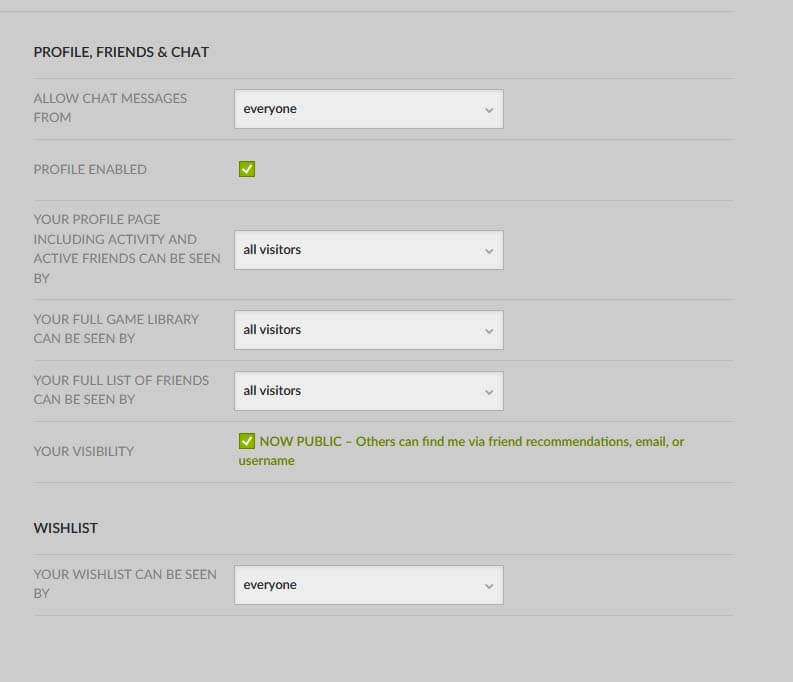 PROFILE, FRIENDS & CHAT
ALLOW CHAT MESSAGES
FROM
everyone
PROFILE ENABLED
YOUR PROFILE PAGE
INCLUDING ACTIVITY AND
ACTIVE FRIENDS CAN BE SEEN
BY
all visitors
YOUR FULL GAME LIBRARY
CAN BE SEEN BY
all visitors
YOUR FULL LIST OF FRIENDS
CAN BE SEEN BY
all visitors
YOUR VISIBILITY
NOW PUBLIC – Others can find me via friend recommendations, email, or
username
WISHLIST
YOUR WISHLIST CAN BE SEEN
BY
everyone